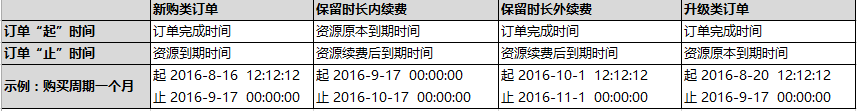 新购类订单 保留时长内续费 保留时长外续费 升级类订单
订单“起”时间 订单完成时间 资源原本到期时间 订单完成时间 订单完成时间
订单“止”时间 资源到期时间 资源续费后到期时间 资源续费后到期时间 资源原本到期时间
示例：购买周期一个月 起 2016-8-16 12:12:12 起 2016-9-17 00:00:00 起 2016-10-1 12:12:12 起 2016-8-20 12:12:12
止 2016-9-17 00:00:00 止 2016-10-17 00:00:00 止 2016-11-1 00:00:00 止 2016-9-17 00:00:00